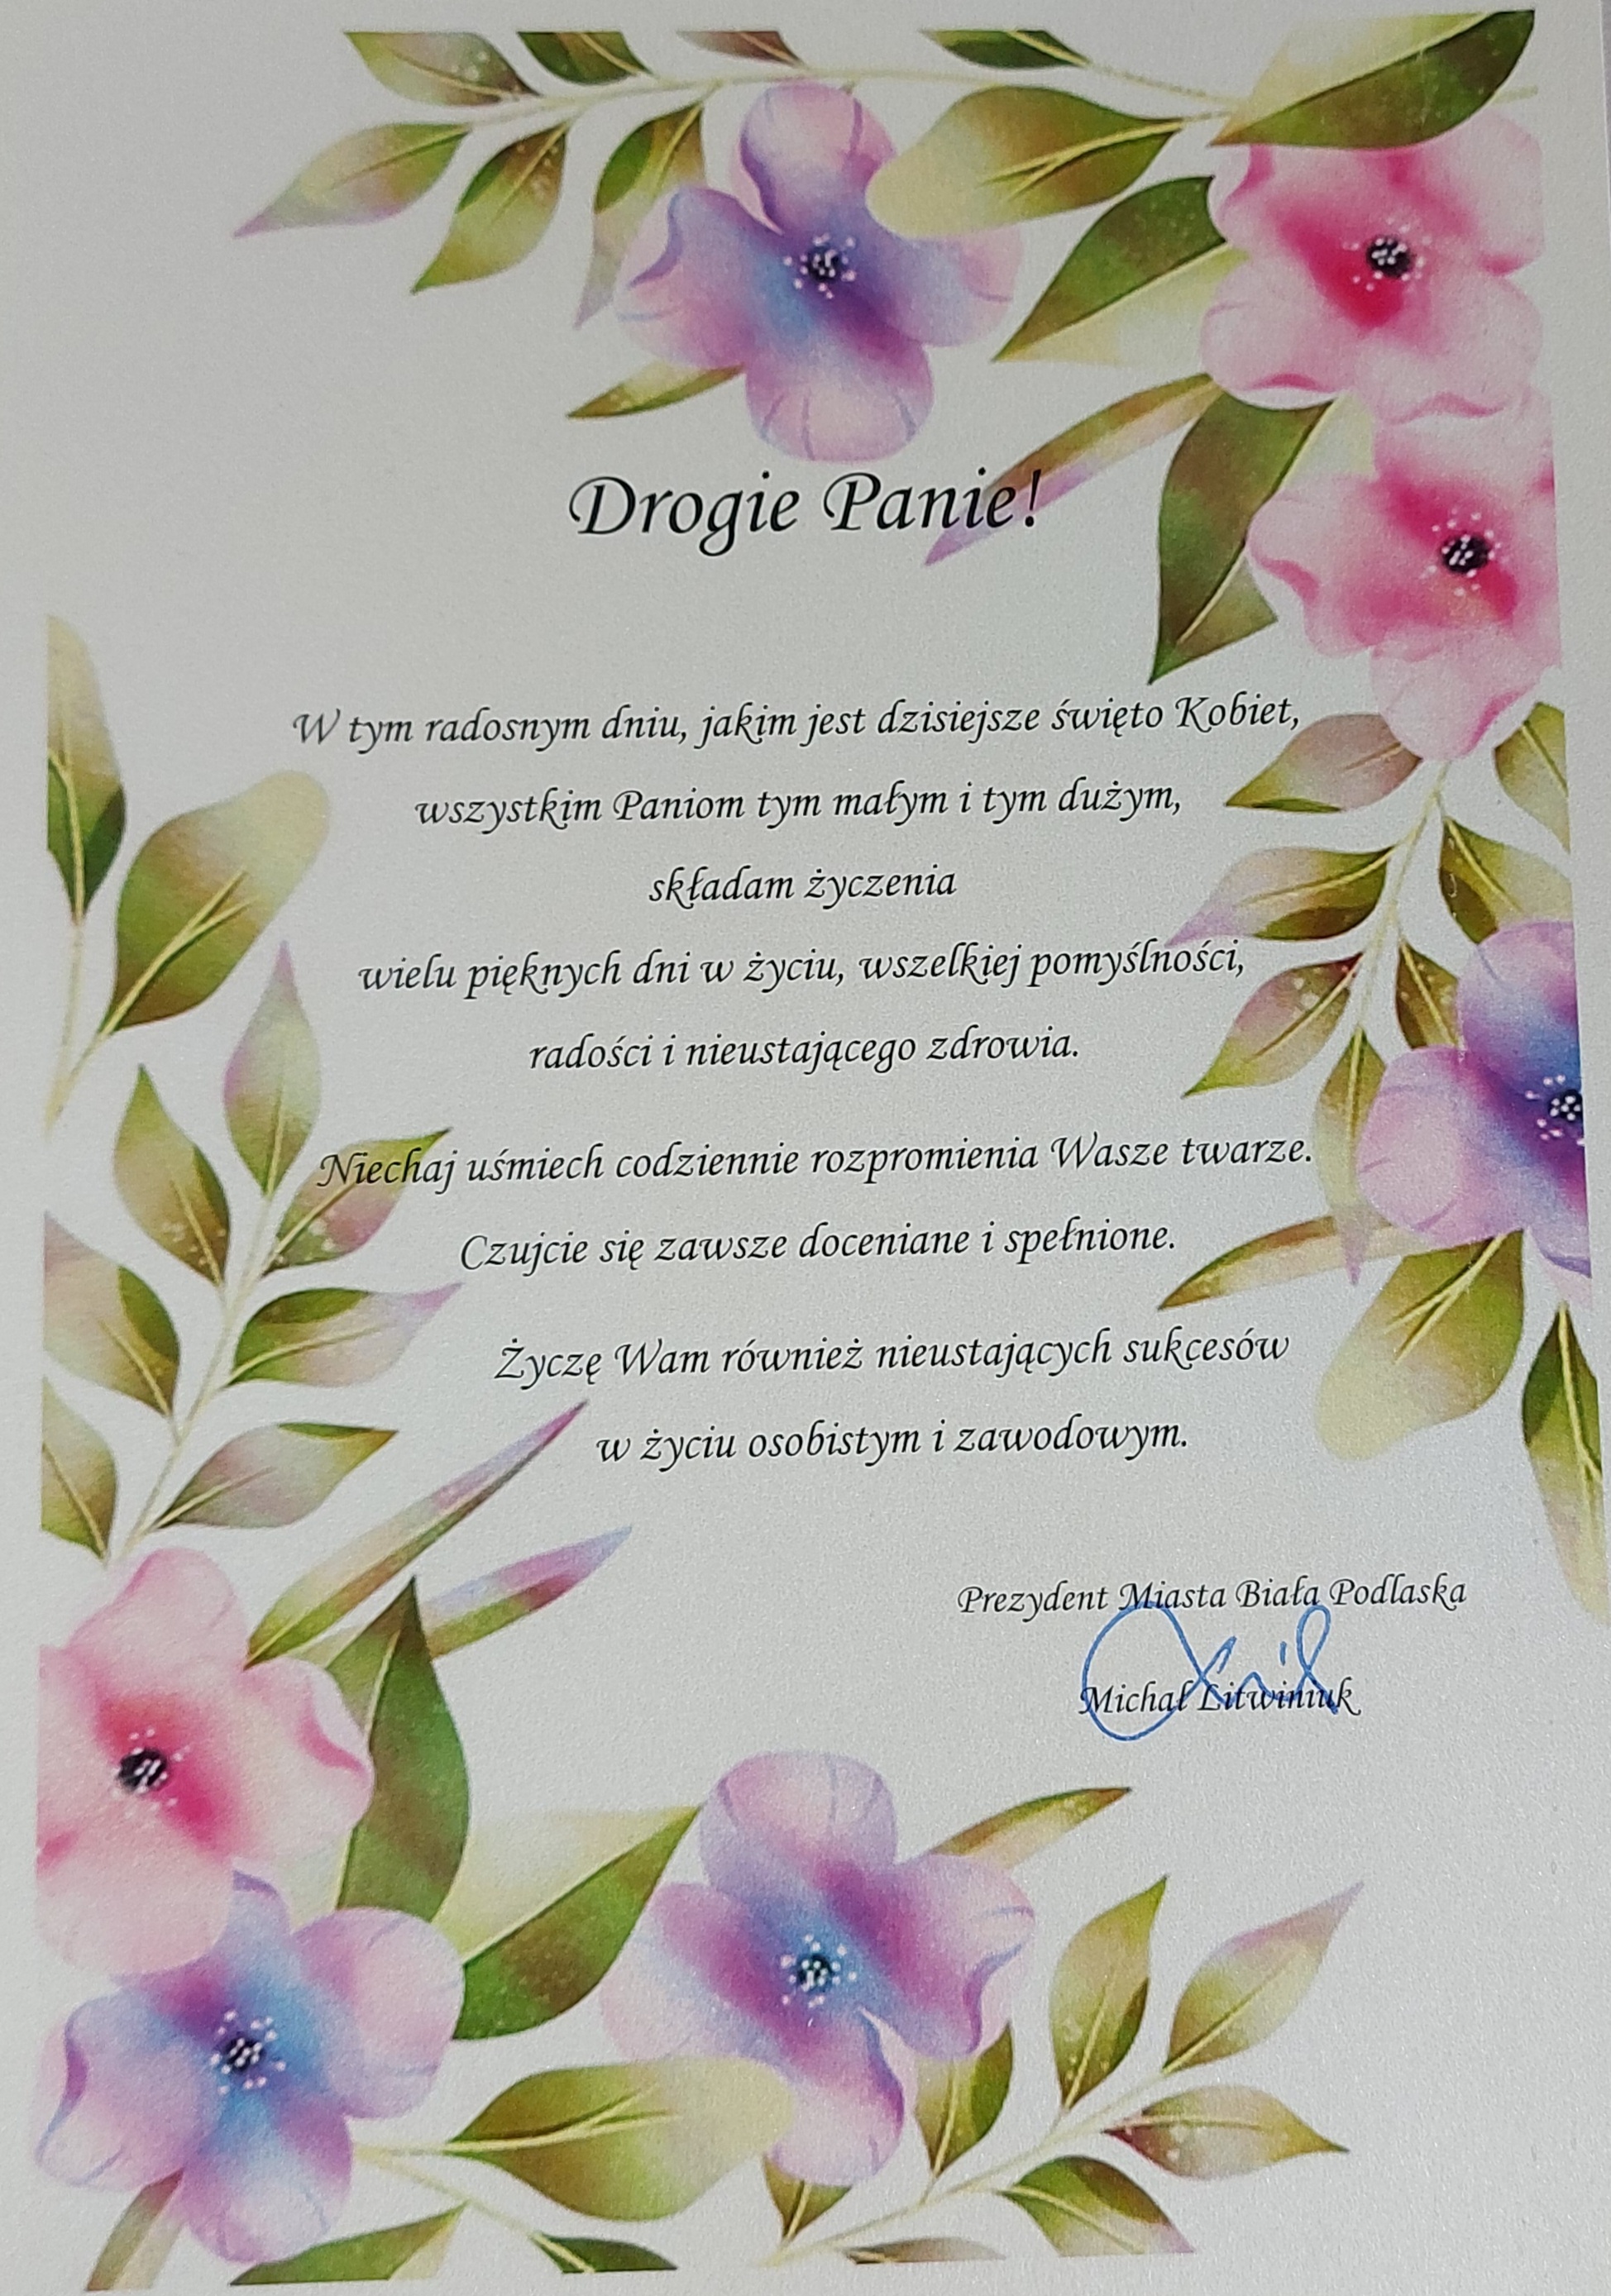 Drogie Panie!
W tym radosnym dniu, jakim jest dzisiejsze święto Kobiet,
wszystkim Paniom tym małym i tym dużym,
składam życzenia
wielu pięknych dni w życiu, wszelkiej pomyślności,
radości i nieustającego zdrowia.
Niechaj uśmiech codziennie rozpromienia Wasze twarze.
Czujcie się zawsze doceniane i spełnione.
Życzę Wam również nieustających sukcesów
w życiu osobistym i zawodowym.
Prezydent Miasta Biała Podlaska
Michał Litwiniuk